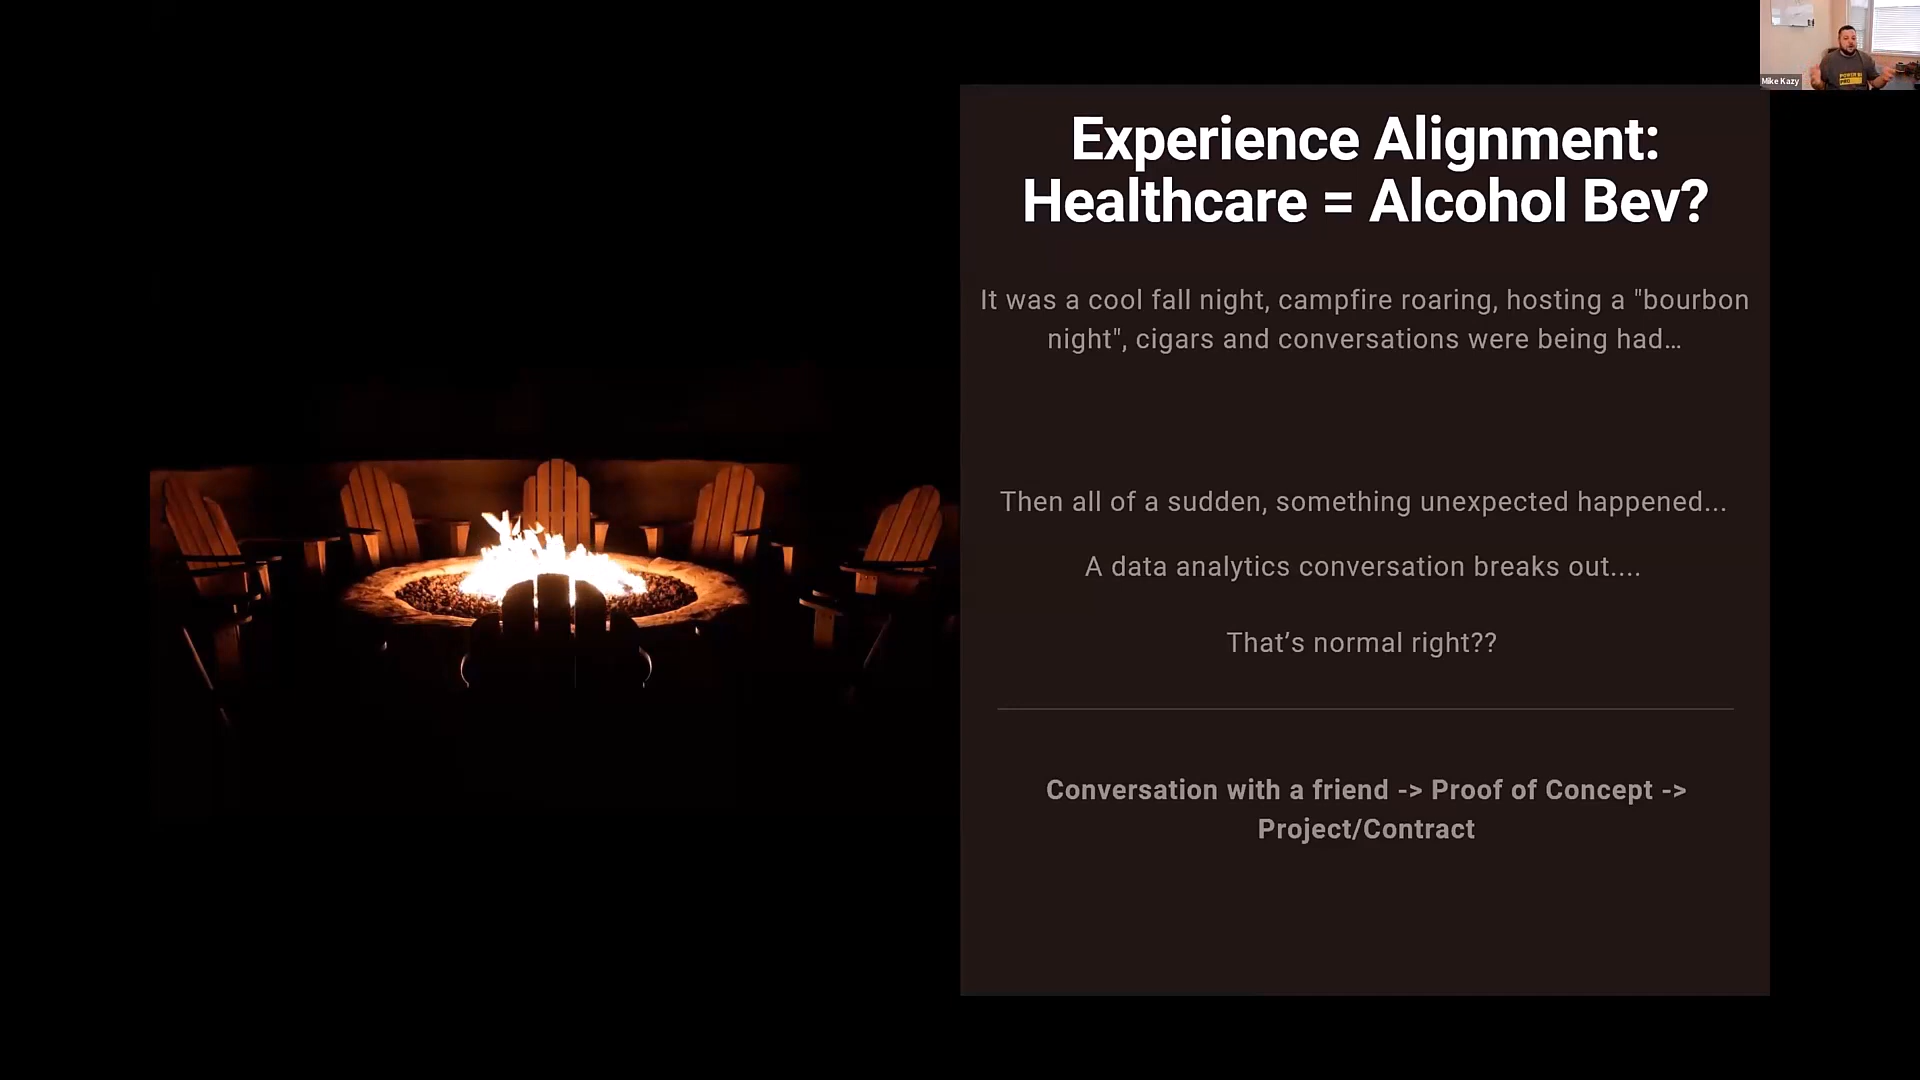 Mike Kazy
Experience Alignment:
Healthcare = Alcohol Bev?
It was a cool fall night, campfire roaring, hosting a "bourbon
night", cigars and conversations were being had…
Then all of a sudden, something unexpected happened...
A data analytics conversation breaks out....
That’s normal right??
Conversation with a friend -> Proof of Concept ->
Project/Contract